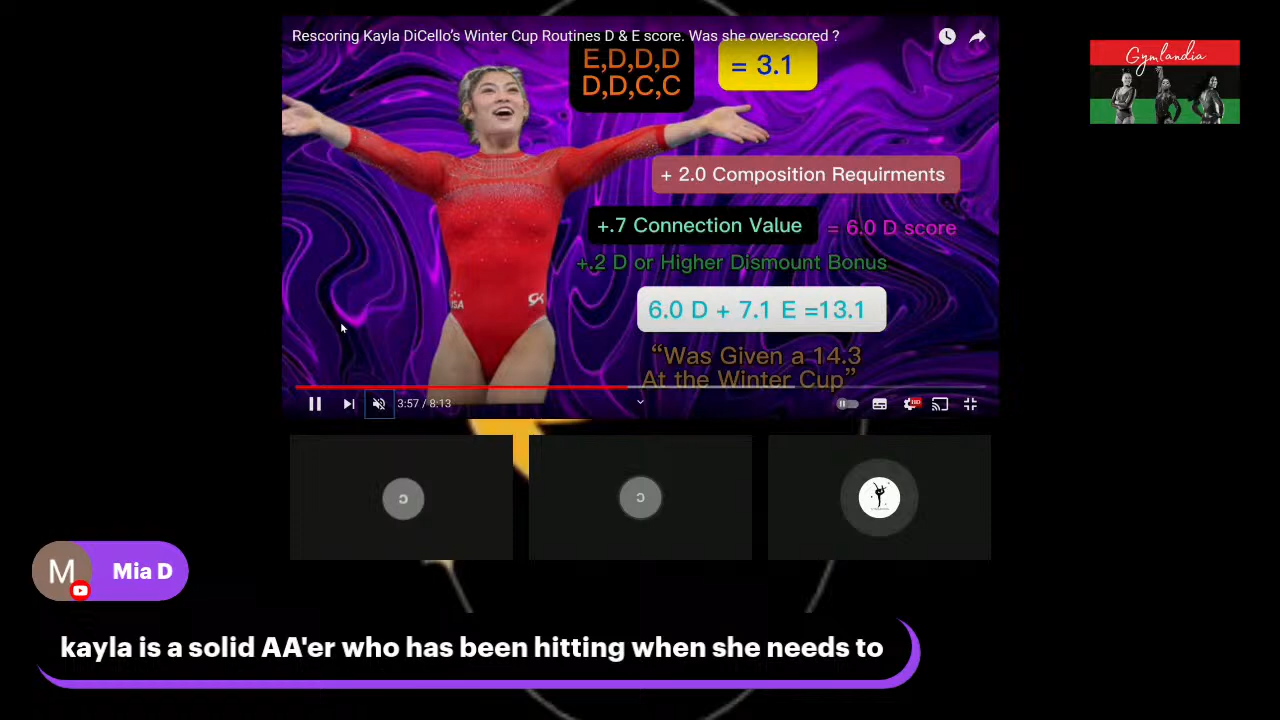 Rescoring Kayla DiCello’s Winter Cup Routines D & E score. Was she over-scored ?
E,D,D,D
D,D,C,C
= 3.1
Gymlandia
+ 2.0 Composition Requirments
+.7 Connection Value
= 6.0 D score
+.2 D or Higher Dismount Bonus
6.0 D + 7.1 E =13.1
“Was Given a 14.3
At the Winter Cup”
USA
GK
3:57 / 8:13
HD
M
Mia D
kayla is a solid AA'er who has been hitting when she needs to